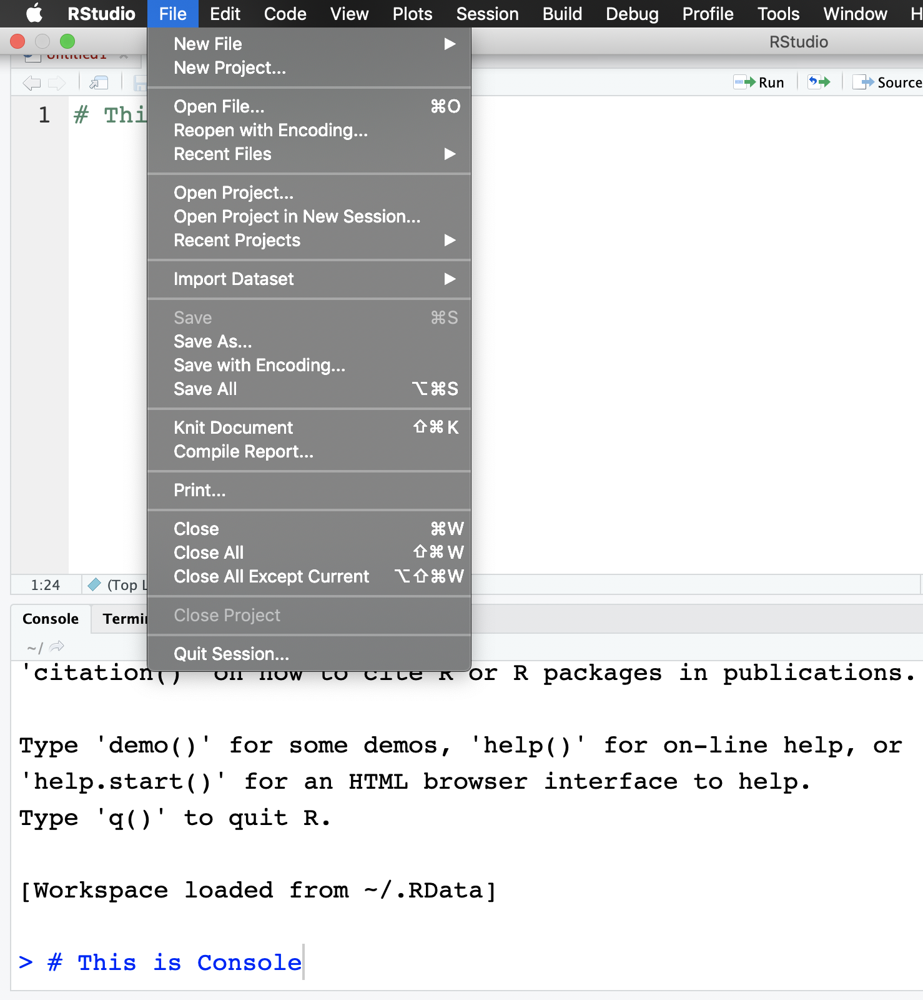 RStudio File Edit Code View Plots Session Build Debug Profile Tools Window H
RStudio
Untitled1
New File
New Project...
Run Source
Open File... ⌘O
1 # Thi
Reopen with Encoding...
Recent Files
Open Project...
Open Project in New Session...
Recent Projects
Import Dataset
Save ⌘S
Save As...
Save with Encoding...
Save All ⌥⌘S
Knit Document ⇧⌘K
Compile Report...
Print...
Close ⌘W
Close All ⇧⌘W
Close All Except Current ⌥⇧⌘W
1:24 (Top L
Close Project
Console Termi
~/
Quit Session...
'citation()' on how to cite R or R packages in publications.
Type 'demo()' for some demos, 'help()' for on-line help, or
'help.start()' for an HTML browser interface to help.
Type 'q()' to quit R.
[Workspace loaded from ~/.RData]
> # This is Console